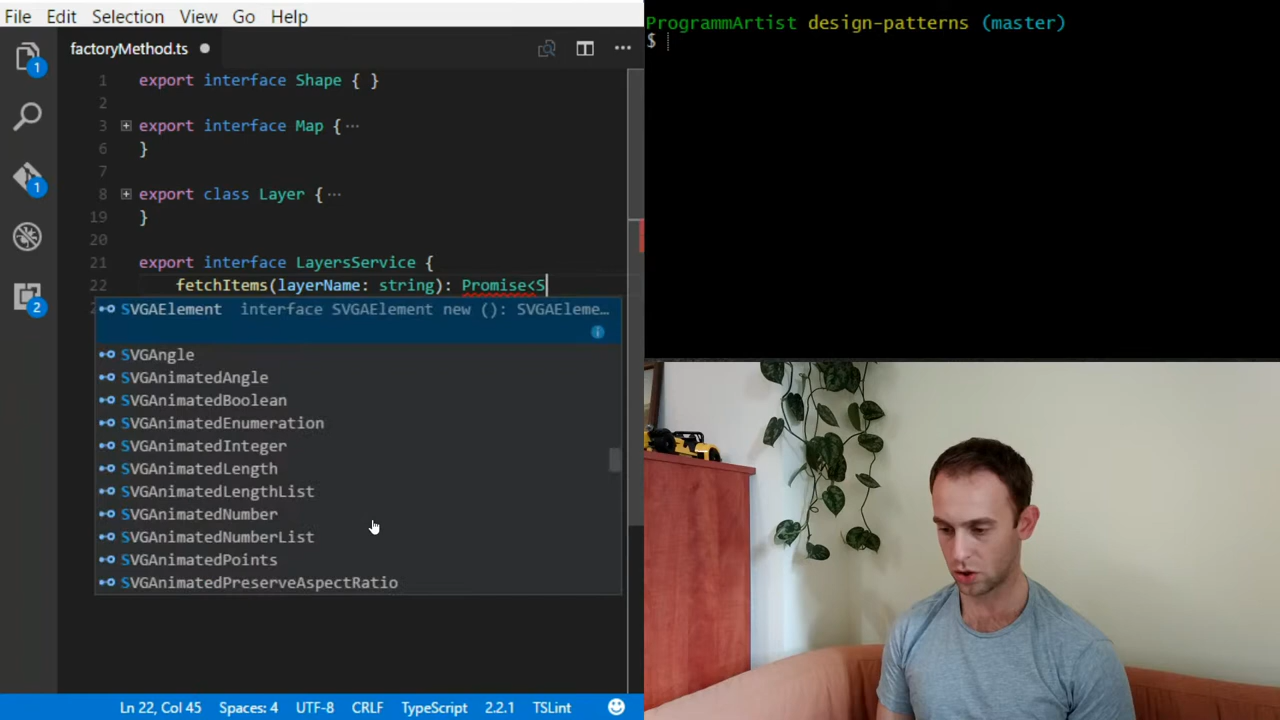 File Edit Selection View Go Help
factoryMethod.ts
1 export interface Shape { }
2
3 export interface Map { ...
6 }
7
8 export class Layer { ...
19 }
20
21 export interface LayersService {
22 fetchItems(layerName: string): Promise<S
SVGAElement interface SVGAElement new (): SVGAEleme…
SVGAngle
SVGAnimatedAngle
SVGAnimatedBoolean
SVGAnimatedEnumeration
SVGAnimatedInteger
SVGAnimatedLength
SVGAnimatedLengthList
SVGAnimatedNumber
SVGAnimatedNumberList
SVGAnimatedPoints
SVGAnimatedPreserveAspectRatio
1
1
2
Ln 22, Col 45 Spaces: 4 UTF-8 CRLF TypeScript 2.2.1 TSLint
ProgrammArtist design-patterns (master)
$